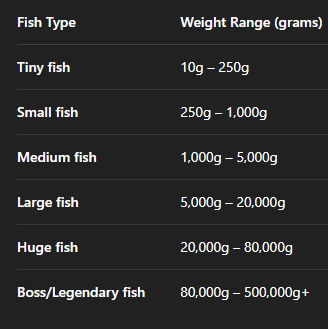 Fish Type Weight Range (grams)
Tiny fish 10g – 250g
Small fish 250g – 1,000g
Medium fish 1,000g – 5,000g
Large fish 5,000g – 20,000g
Huge fish 20,000g – 80,000g
Boss/Legendary fish 80,000g – 500,000g+